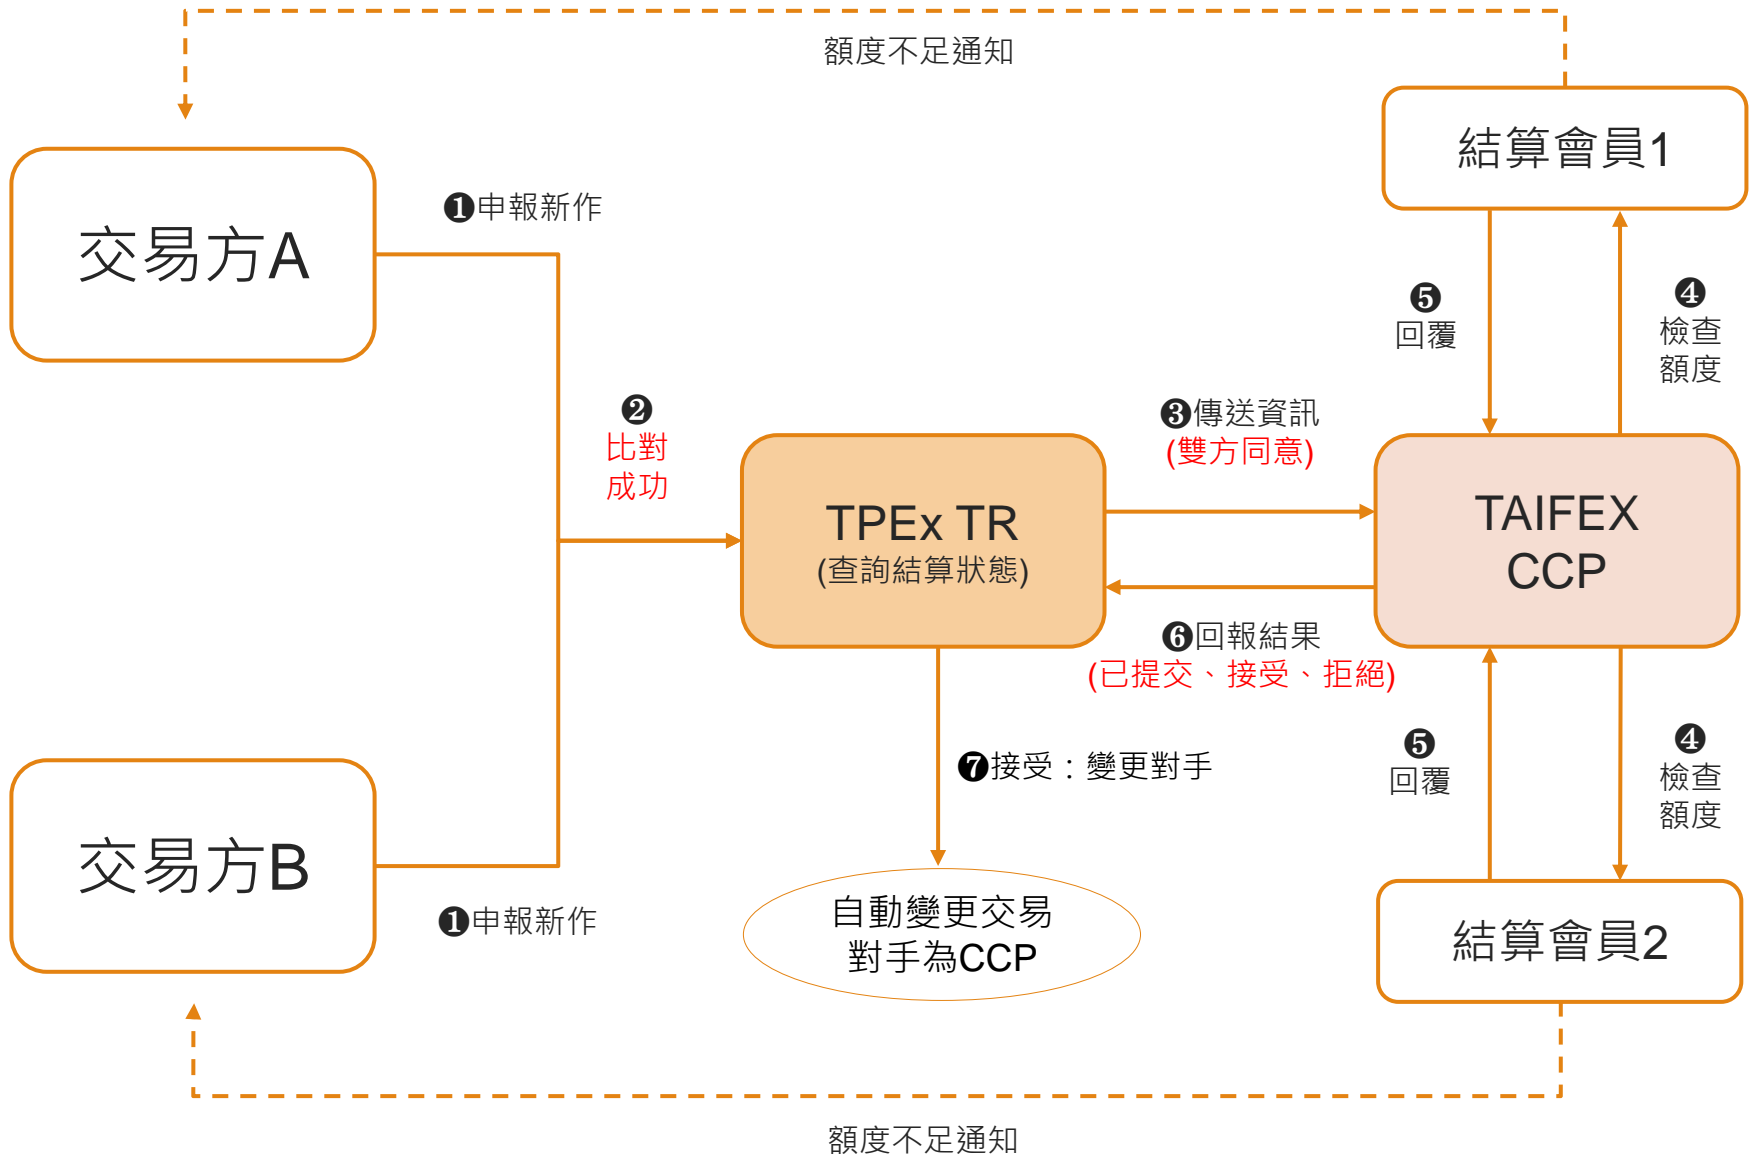 額度不足通知
結算會員1
交易方A
❶申報新作
❺
回覆
❹
檢查
額度
❷
比對
成功
❸傳送資訊
(雙方同意)
TPEx TR
(查詢結算狀態)
TAIFEX
CCP
❻回報結果
(已提交、接受、拒絕)
❼接受：變更對手
❺
回覆
❹
檢查
額度
交易方B
❶申報新作
自動變更交易
對手為CCP
結算會員2
額度不足通知